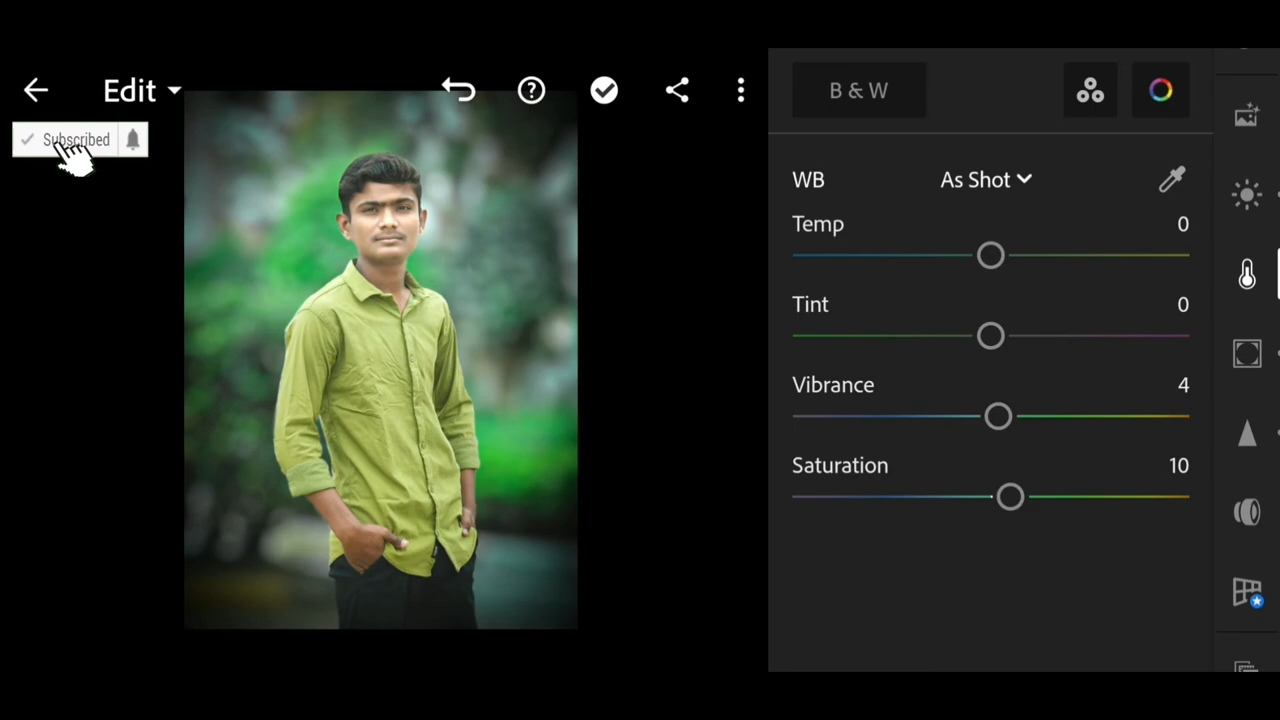 Edit
Subscribed
B & W
WB As Shot
Temp 0
Tint 0
Vibrance 4
Saturation 10